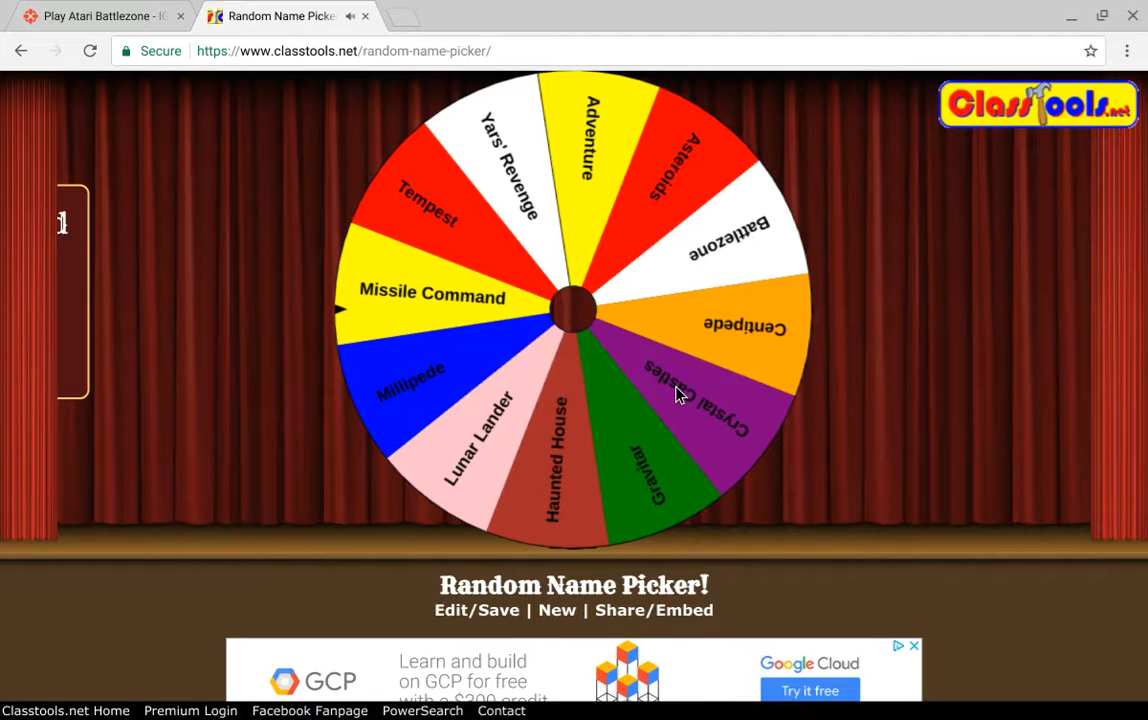 Play Atari Battlezone - IG
Random Name Picke
Secure https://www.classtools.net/random-name-picker/
ClassTools.net
Adventure
Asteroids
Yars' Revenge
Battlezone
Tempest
Missile Command
Centipede
Millipede
Crystal Castles
Lunar Lander
Haunted House
Gravitar
Random Name Picker!
Edit/Save | New | Share/Embed
GCP
Learn and build
on GCP for free
with a $300 credit
Google Cloud
Try it free
Classtools.net Home Premium Login Facebook Fanpage PowerSearch Contact